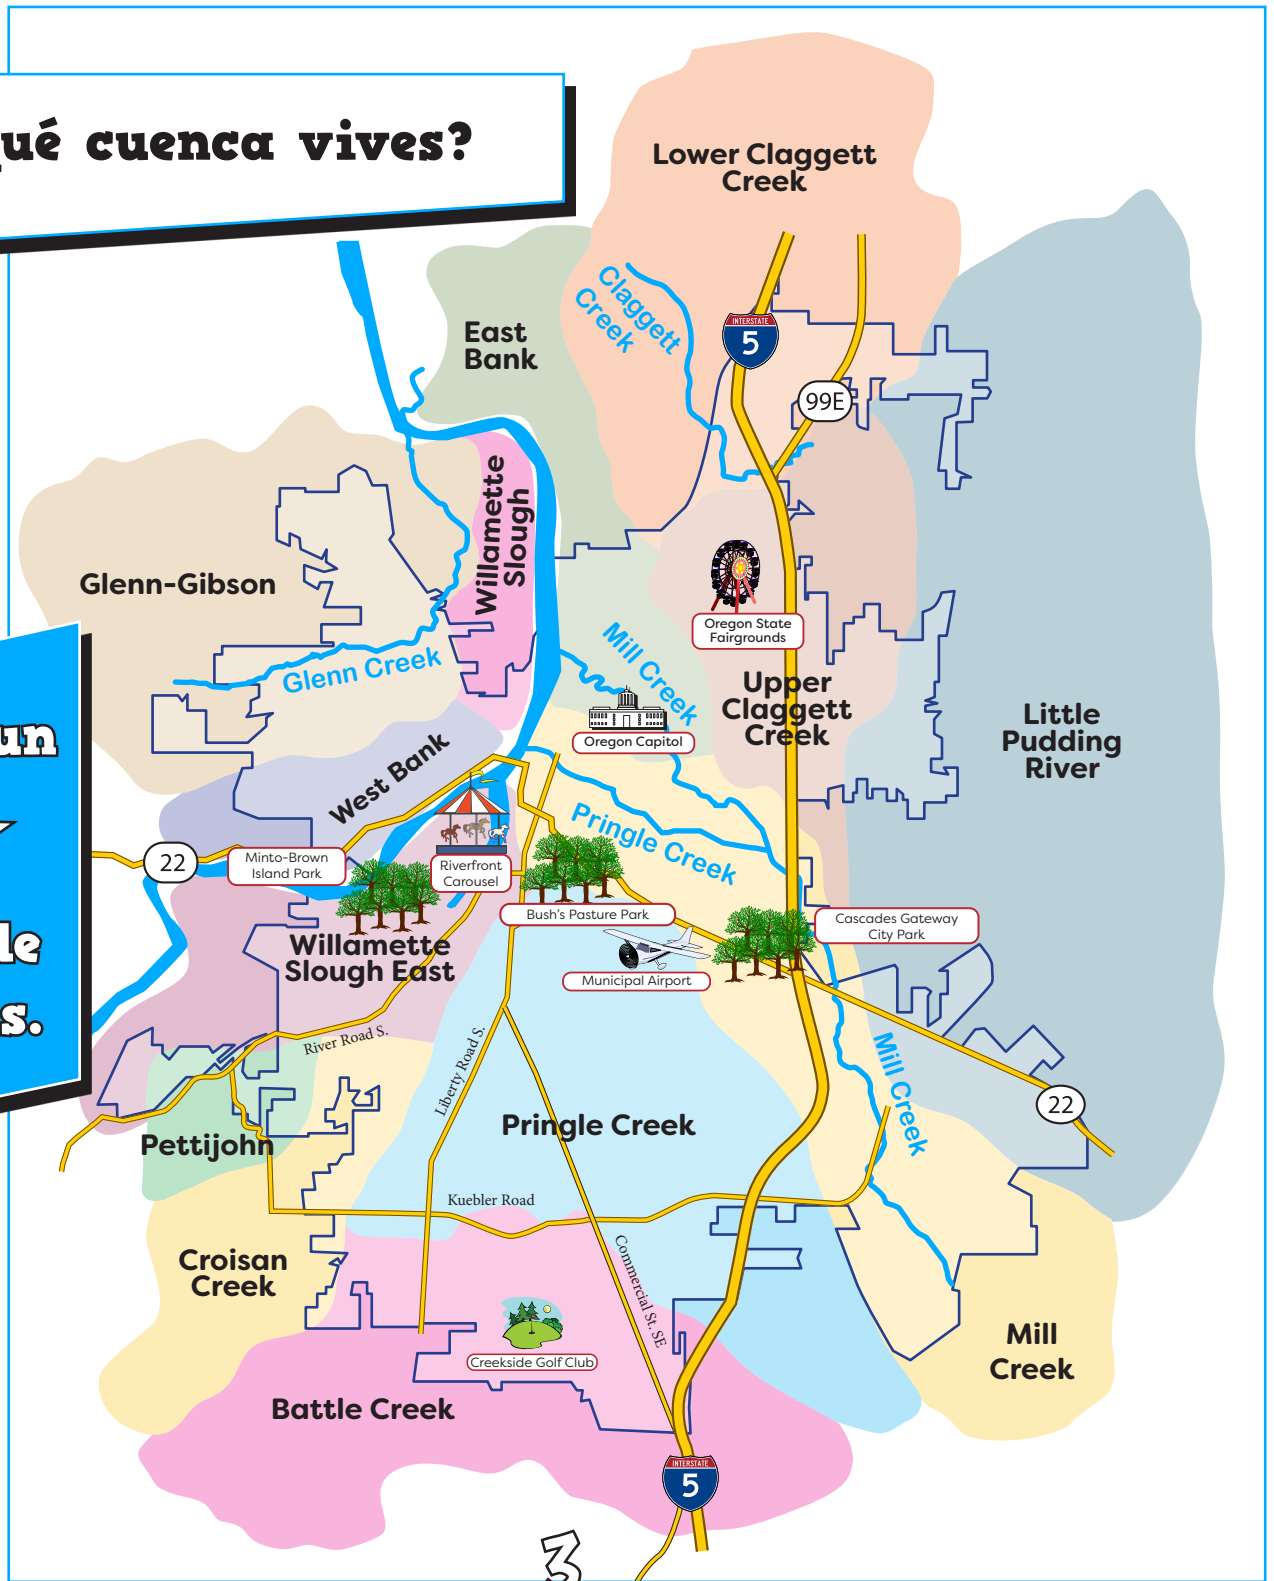 cuenca vives?
Lower Claggett
Creek
Claggett
Creek
East
Bank
INTERSTATE
5
99E
Willamette
Slough
Glenn-Gibson
Oregon State
Fairgrounds
Mill Creek
Glenn Creek
Upper
Claggett
Creek
Oregon Capitol
Little
Pudding
River
un
West Bank
Pringle Creek
22
Minto-Brown
Island Park
Riverfront
Carousel
Bush's Pasture Park
Cascades Gateway
City Park
Willamette
Slough East
Municipal Airport
s.
River Road S.
Liberty Road S.
Mill Creek
22
Pringle Creek
Pettijohn
Kuebler Road
Croisan
Creek
Commercial St. SE
Creekside Golf Club
Mill
Creek
Battle Creek
INTERSTATE
5
3